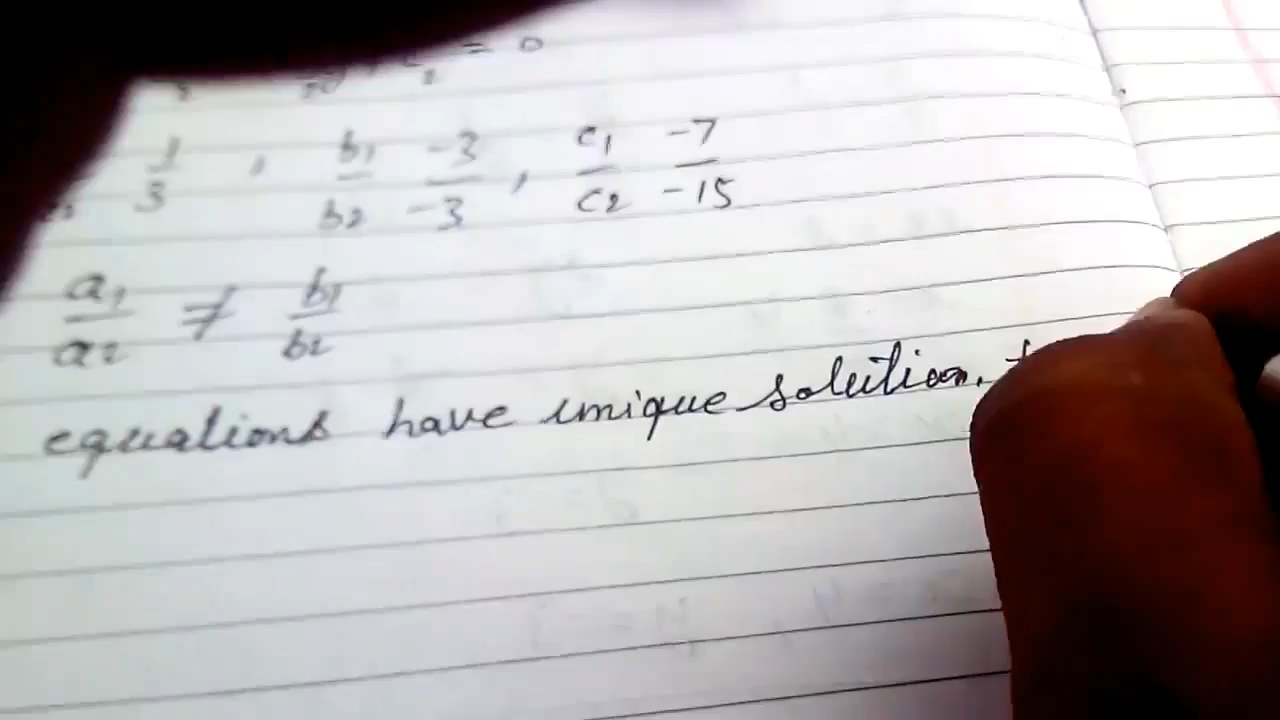 = 0
1/3 , b1/b2 -3/-3 , c1/c2 -7/-15
a1/a2 ≠ b1/b2
equations have unique solution.